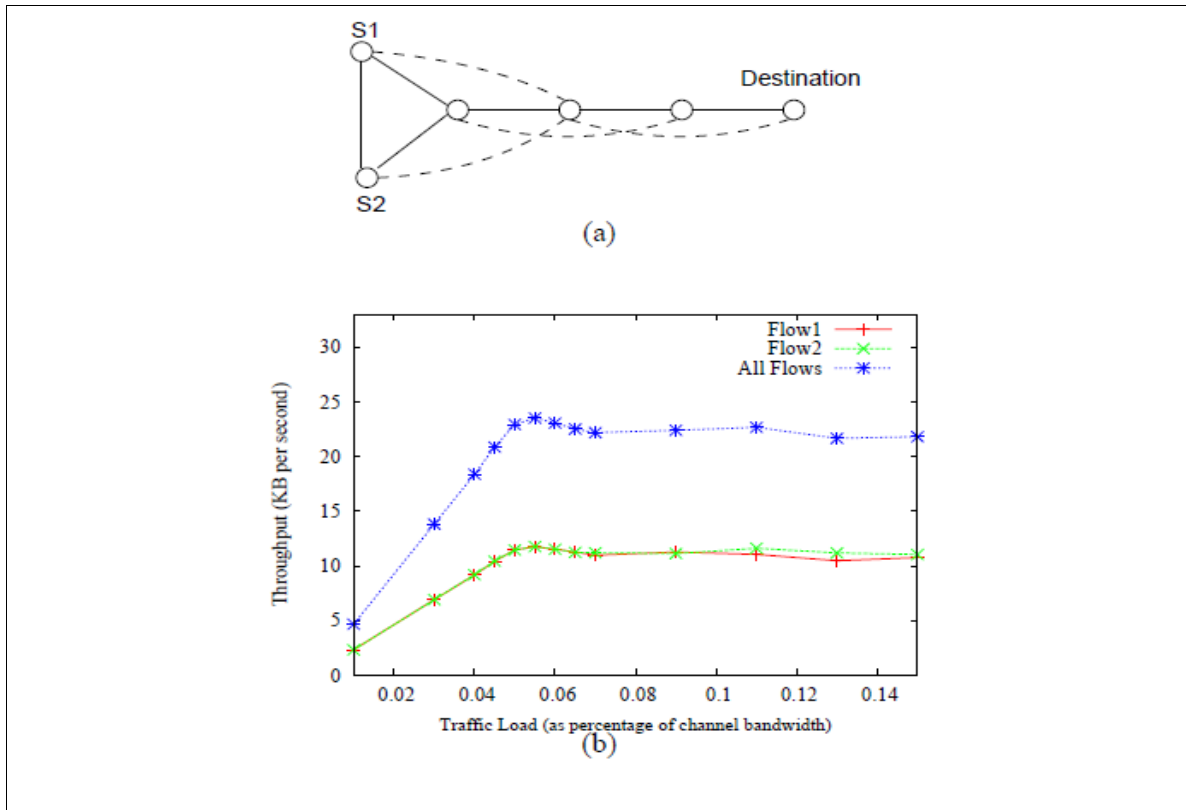 S1
Destination
S2
(a)
Flow1
Flow2
All Flows
30
25
20
15
10
5
0
Throughput (KB per second)
0.02 0.04 0.06 0.08 0.1 0.12 0.14
Traffic Load (as percentage of channel bandwidth)
(b)